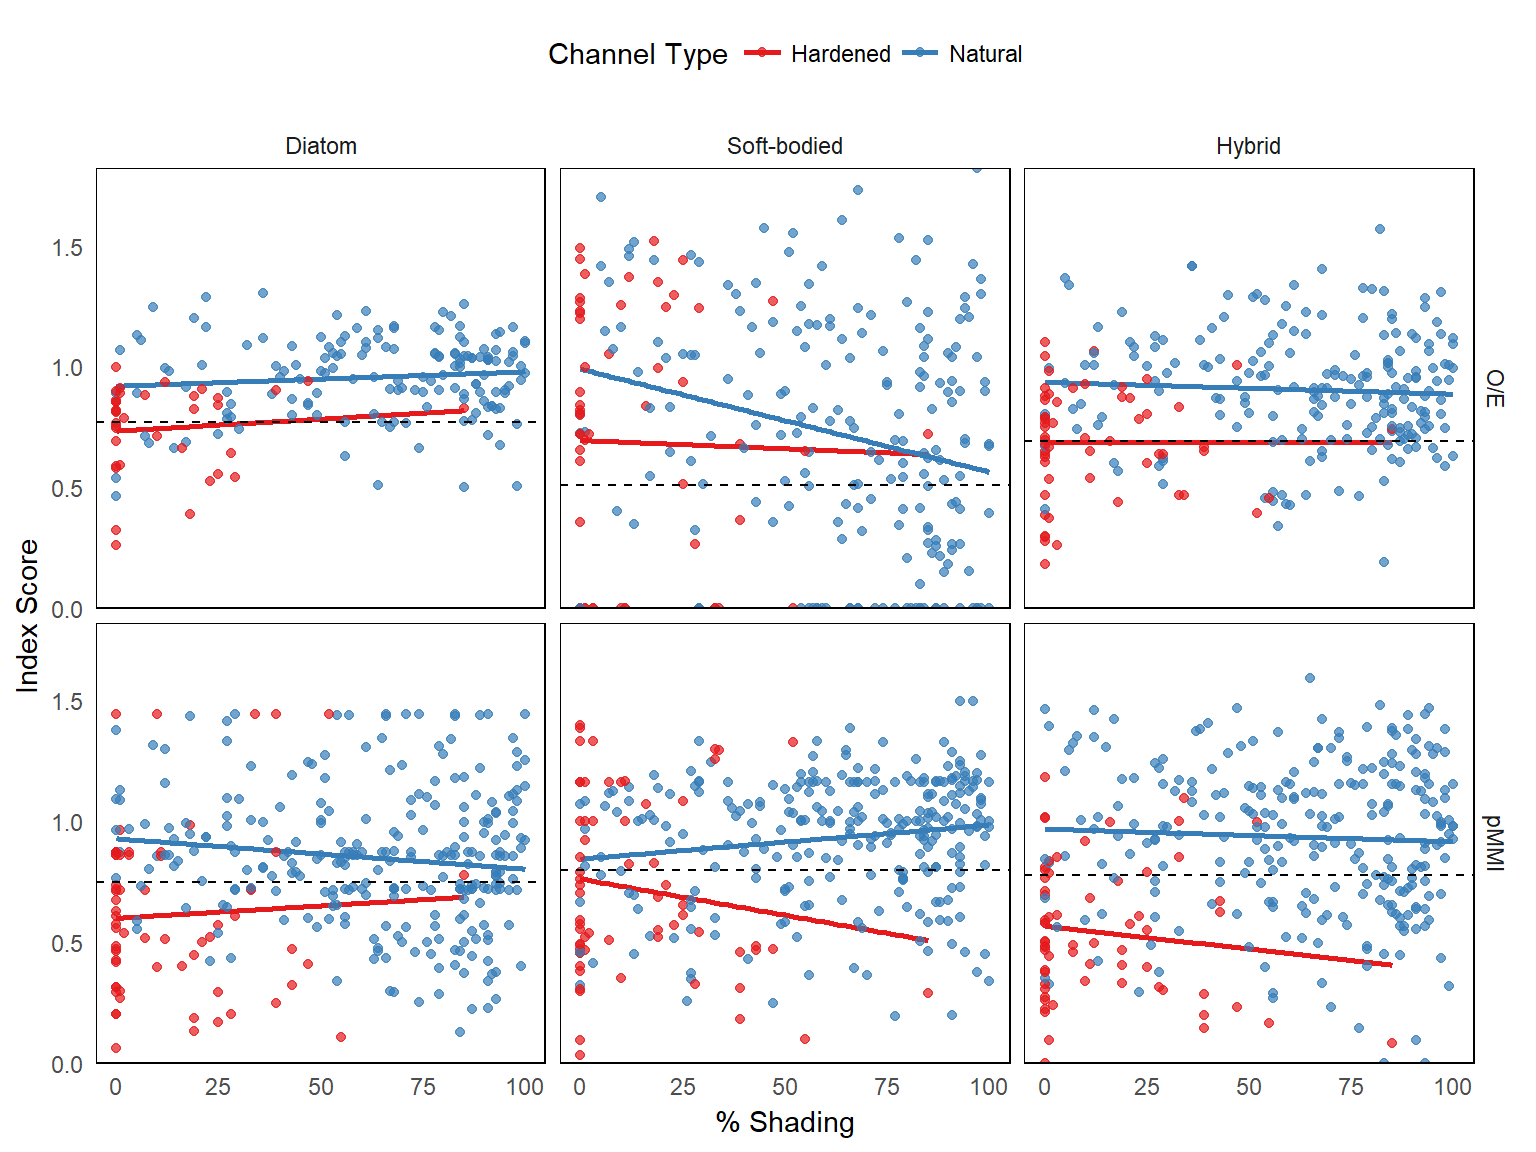 Channel Type Hardened Natural
Diatom Soft-bodied Hybrid
1.5
1.0
0.5
0.0
O/E
Index Score
1.5
1.0
0.5
0.0
pMMI
0 25 50 75 100 0 25 50 75 100 0 25 50 75 100
% Shading